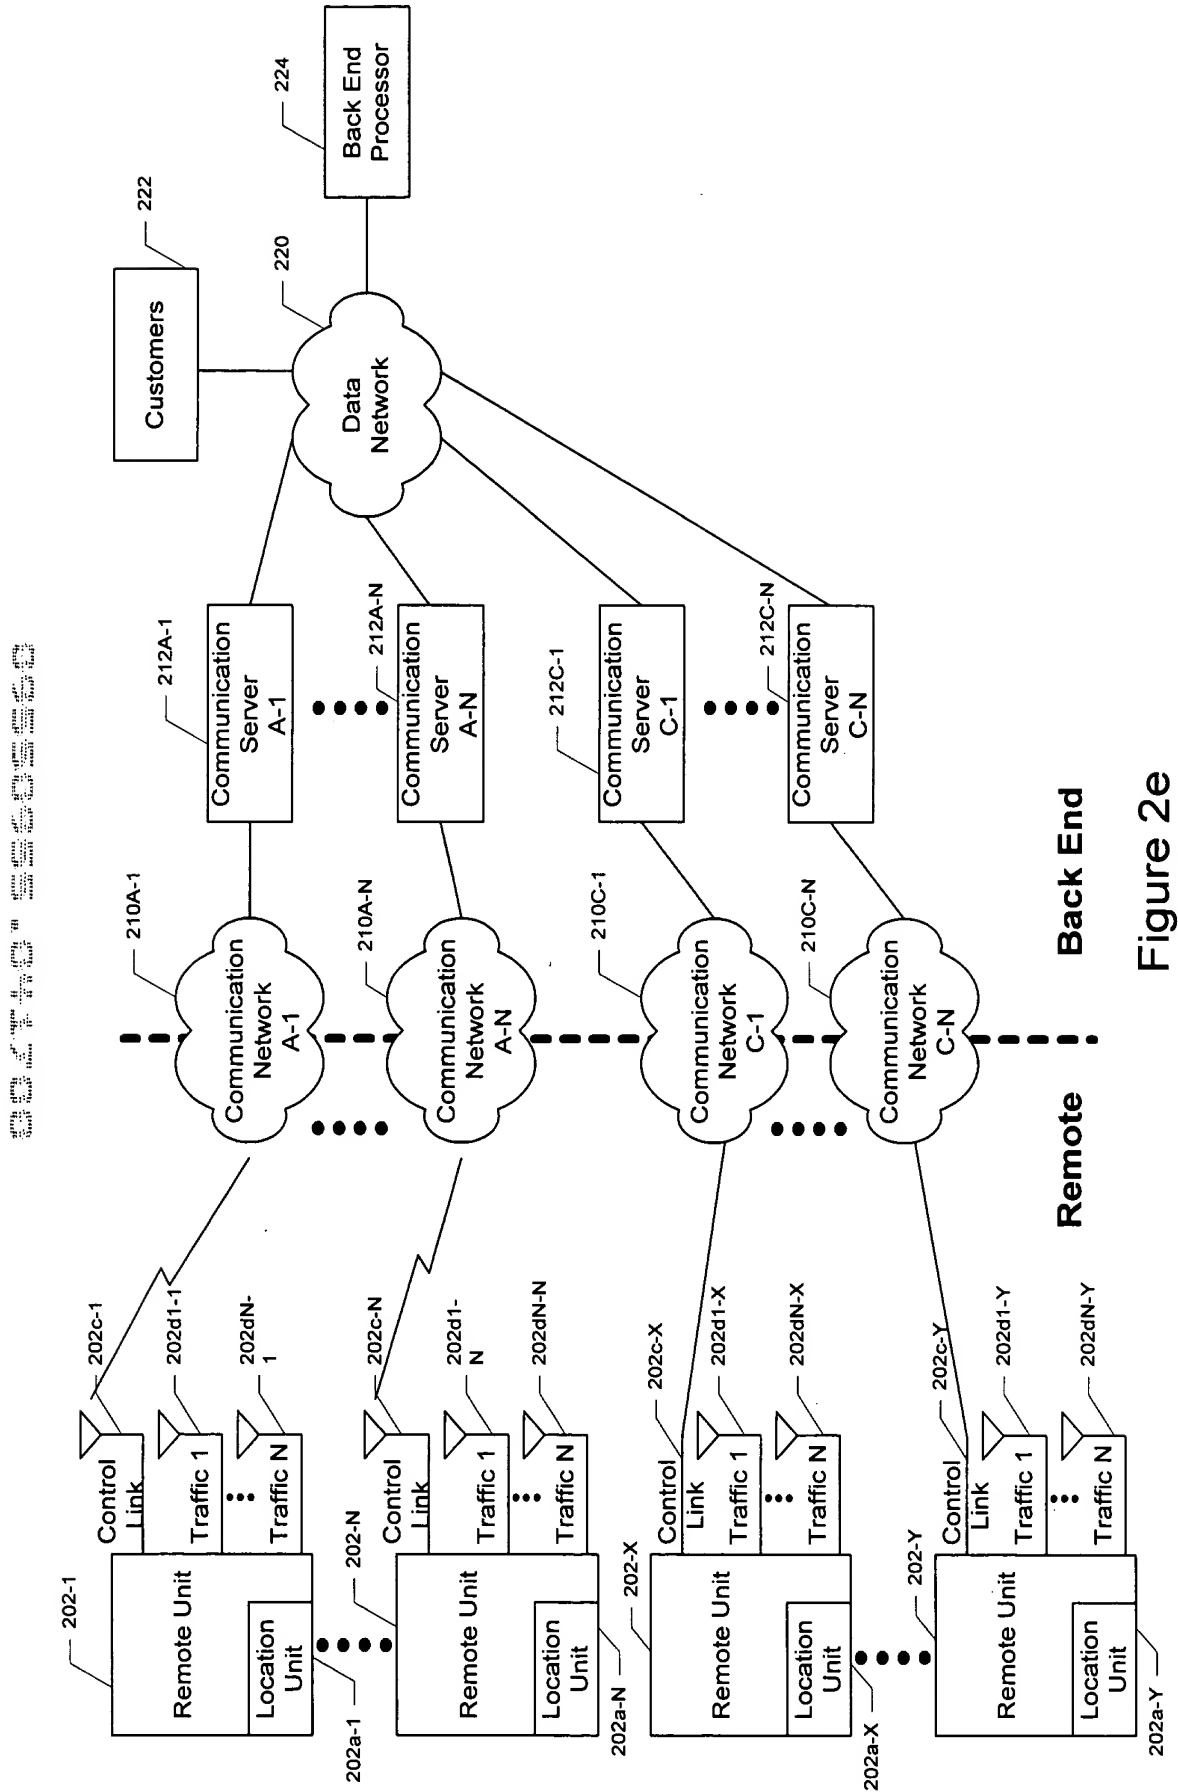 202-1
Remote Unit
Location
Unit
202a-1
Control
Link
Traffic 1
Traffic N
202c-1
202d1-1
202dN-
1
Communication
Network
A-1
210A-1
Communication
Server
A-1
212A-1
Customers
222
202-N
Remote Unit
Location
Unit
202a-N
Control
Link
Traffic 1
Traffic N
202c-N
202d1-
N
202dN-N
Communication
Network
A-N
210A-N
Communication
Server
A-N
212A-N
Data
Network
220
Back End
Processor
224
202-X
Remote Unit
Location
Unit
202a-X
Control
Link
Traffic 1
Traffic N
202c-X
202d1-X
202dN-X
Communication
Network
C-1
210C-1
Communication
Server
C-1
212C-1
202-Y
Remote Unit
Location
Unit
202a-Y
Control
Link
Traffic 1
Traffic N
202c-Y
202d1-Y
202dN-Y
Communication
Network
C-N
210C-N
Communication
Server
C-N
212C-N
Remote
Back End
Figure 2e